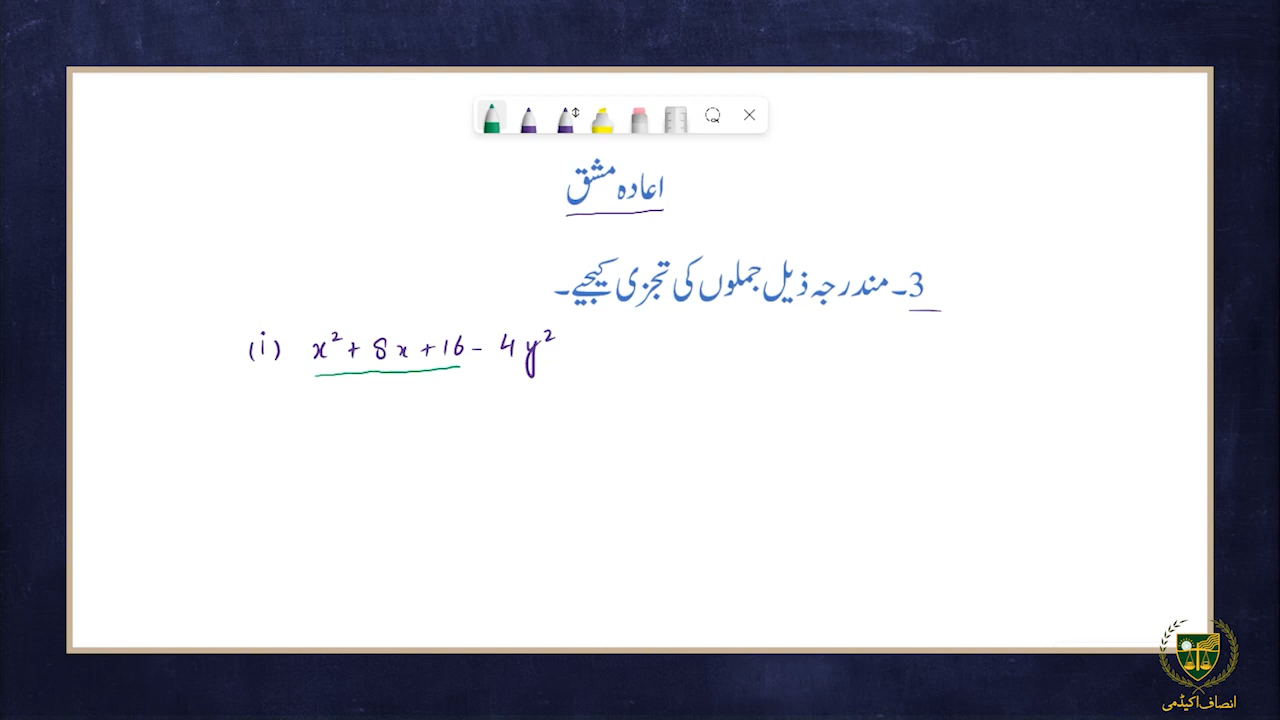 اعادہ مشق
3۔ مندرجہ ذیل جملوں کی تجزی کیجیے۔
(i) x² + 8x + 16 - 4y²
انصاف اکیڈمی